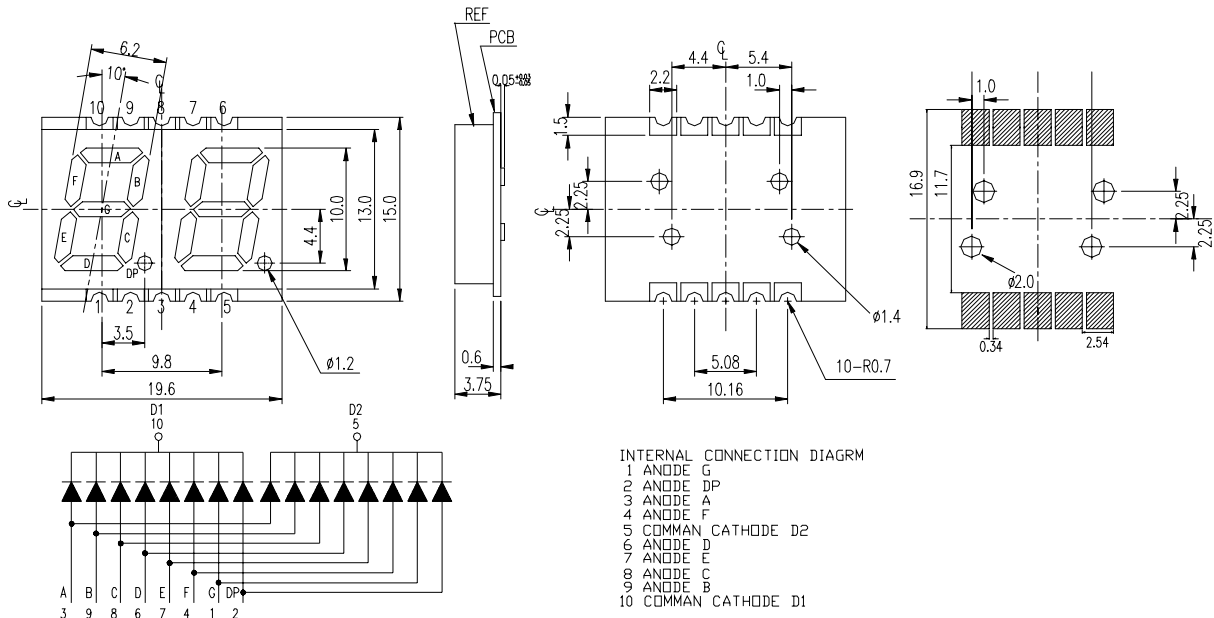 REF
PCB
6.2
10°
℄
0.05
4.4
℄
5.4
2.2
1.0
1.0
10 9 8 7 6
1.5
A
F
B
G
E
C
D
DP
℄
10.0
13.0
15.0
4.4
2.25
2.25
℄
16.9
11.7
2.25
2.25
1 2 3 4 5
3.5
9.8
19.6
ø1.2
0.6
3.75
5.08
10.16
ø1.4
10-R0.7
ø2.0
0.34
2.54
D1
10
D2
5
A B C D E F G DP
3 9 8 6 7 4 1 2
INTERNAL CONNECTION DIAGRM
1 ANODE G
2 ANODE DP
3 ANODE A
4 ANODE F
5 COMMAN CATHODE D2
6 ANODE D
7 ANODE E
8 ANODE C
9 ANODE B
10 COMMAN CATHODE D1